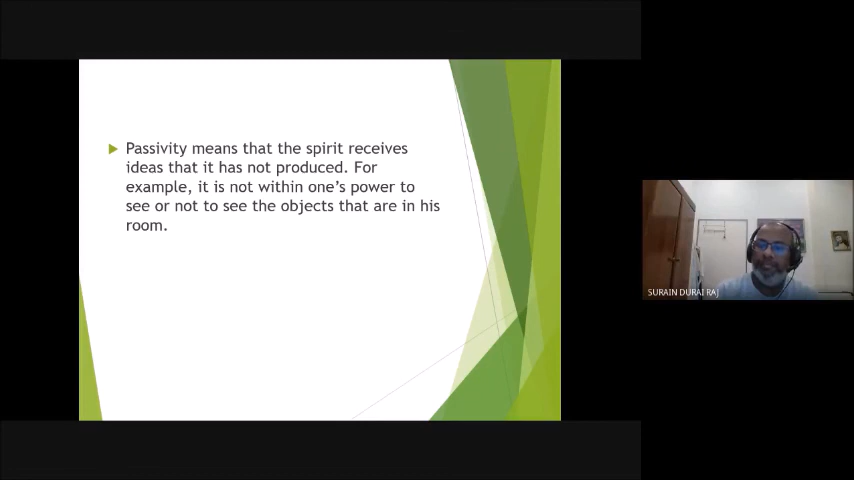 Passivity means that the spirit receives
ideas that it has not produced. For
example, it is not within one's power to
see or not to see the objects that are in his
room.
SURAIN DURAI RAJ